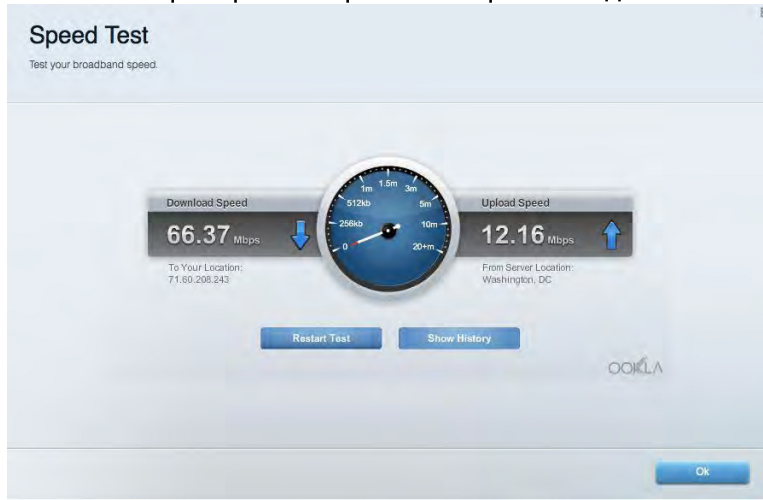 Speed Test
Test your broadband speed.
Download Speed
66.37 Mbps
To Your Location:
71.60.208.243
0
256kb
512kb
1m
1.5m
3m
5m
10m
20+m
Upload Speed
12.16 Mbps
From Server Location:
Washington, DC
Restart Test
Show History
OOKLA
Ok